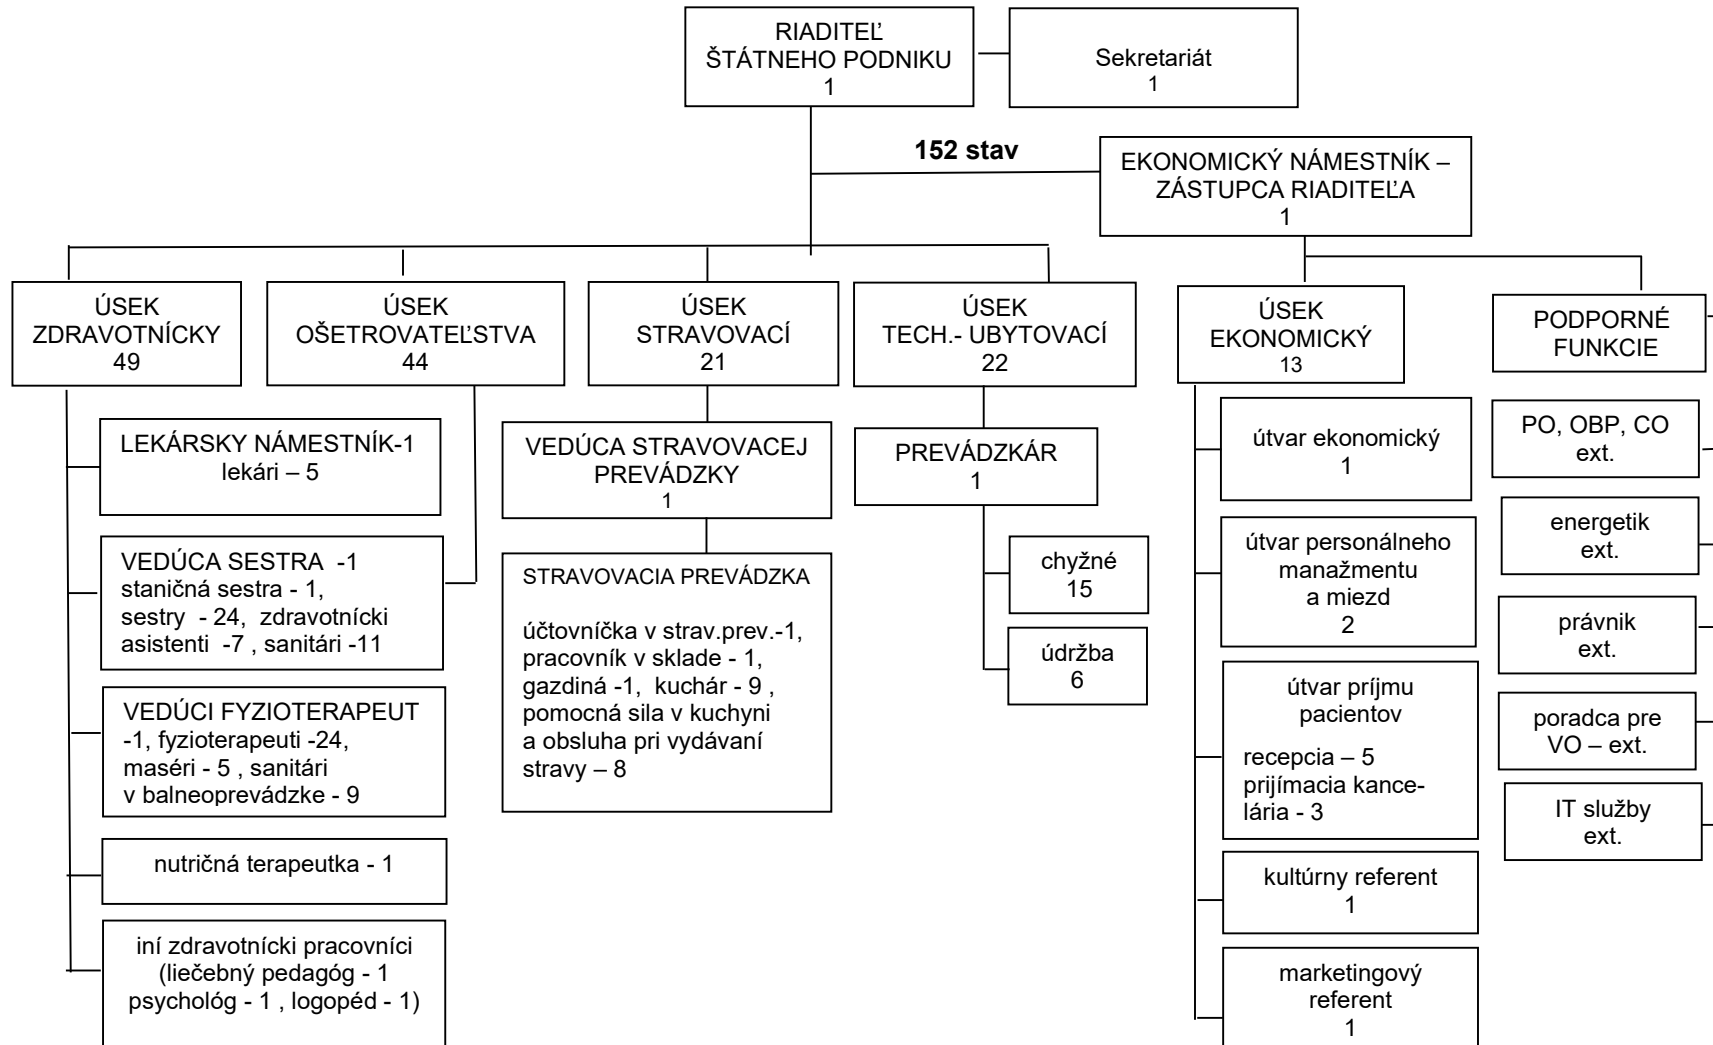 RIADITEĽ
ŠTÁTNEHO PODNIKU
1
Sekretariát
1
152 stav
EKONOMICKÝ NÁMESTNÍK –
ZÁSTUPCA RIADITEĽA
1
ÚSEK
ZDRAVOTNÍCKY
49
ÚSEK
OŠETROVATEĽSTVA
44
ÚSEK
STRAVOVACÍ
21
ÚSEK
TECH.- UBYTOVACÍ
22
ÚSEK
EKONOMICKÝ
13
PODPORNÉ
FUNKCIE
LEKÁRSKY NÁMESTNÍK-1
lekári – 5
VEDÚCA SESTRA  -1
staničná sestra - 1,
sestry  - 24,  zdravotnícki
asistenti  -7 , sanitári -11
VEDÚCI FYZIOTERAPEUT
-1, fyzioterapeuti -24,
maséri - 5 , sanitári
v balneoprevádzke - 9
nutričná terapeutka - 1
iní zdravotnícki pracovníci
(liečebný pedagóg - 1
psychológ - 1 , logopéd - 1)
VEDÚCA STRAVOVACEJ
PREVÁDZKY
1
STRAVOVACIA PREVÁDZKA
účtovníčka v strav.prev.-1,
pracovník v sklade - 1,
gazdiná -1,  kuchár - 9 ,
pomocná sila v kuchyni
a obsluha pri vydávaní
stravy – 8
PREVÁDZKÁR
1
chyžné
15
údržba
6
útvar ekonomický
1
útvar personálneho
manažmentu
a miezd
2
útvar príjmu
pacientov
recepcia – 5
prijímacia kance-
lária - 3
kultúrny referent
1
marketingový
referent
1
PO, OBP, CO
ext.
energetik
ext.
právnik
ext.
poradca pre
VO – ext.
IT služby
ext.